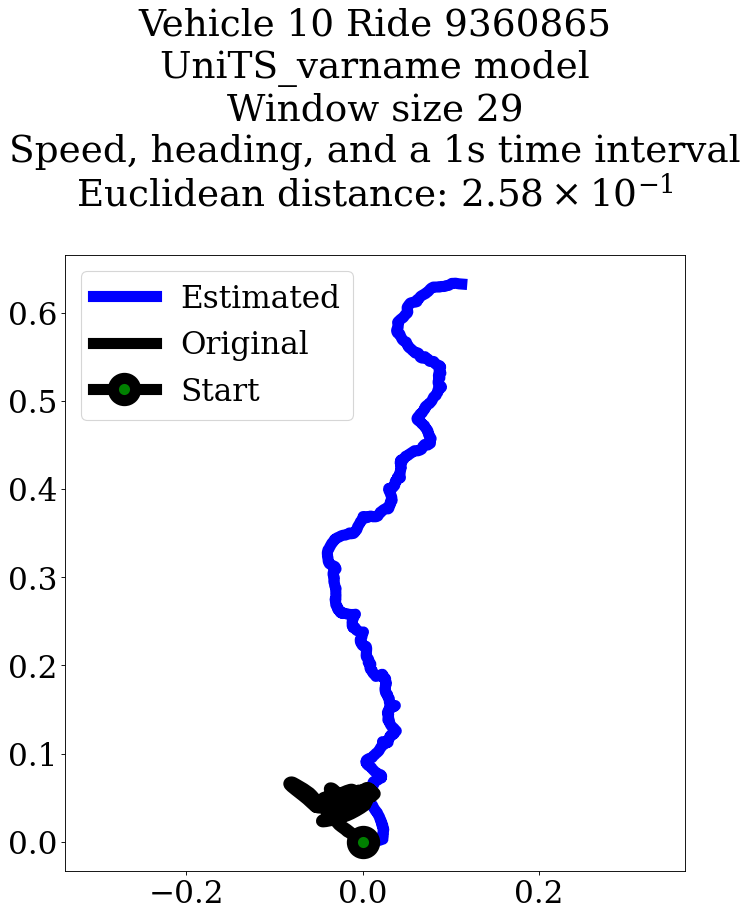 Vehicle 10 Ride 9360865
UniTS_varname model
Window size 29
Speed, heading, and a 1s time interval
Euclidean distance: 2.58 × 10⁻¹
Estimated
Original
Start
0.6
0.5
0.4
0.3
0.2
0.1
0.0
−0.2 0.0 0.2